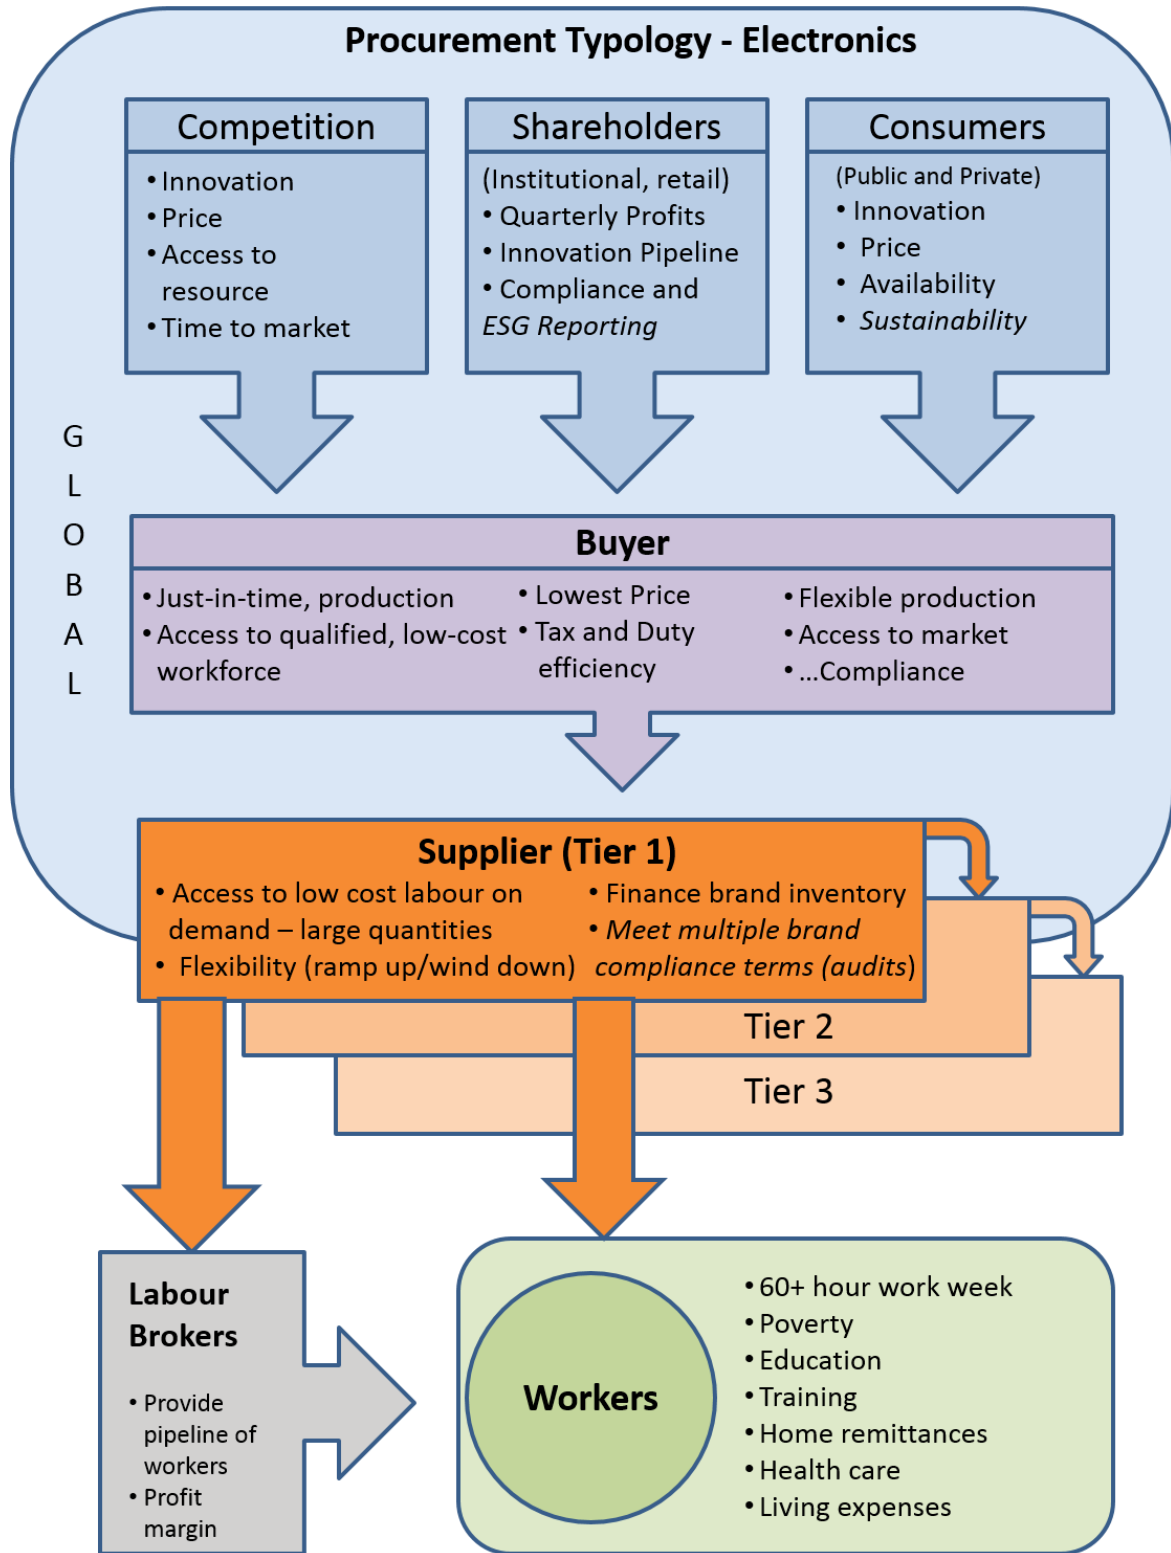 Procurement Typology - Electronics
Competition
• Innovation
• Price
• Access to
resource
• Time to market
Shareholders
(Institutional, retail)
• Quarterly Profits
• Innovation Pipeline
• Compliance and
ESG Reporting
Consumers
(Public and Private)
• Innovation
• Price
• Availability
• Sustainability
G
L
O
B
A
L
Buyer
• Just-in-time, production
• Access to qualified, low-cost
workforce
• Lowest Price
• Tax and Duty
efficiency
• Flexible production
• Access to market
• ...Compliance
Supplier (Tier 1)
• Access to low cost labour on
demand – large quantities
• Flexibility (ramp up/wind down)
• Finance brand inventory
• Meet multiple brand
compliance terms (audits)
Tier 2
Tier 3
Labour
Brokers
• Provide
pipeline of
workers
• Profit
margin
Workers
• 60+ hour work week
• Poverty
• Education
• Training
• Home remittances
• Health care
• Living expenses